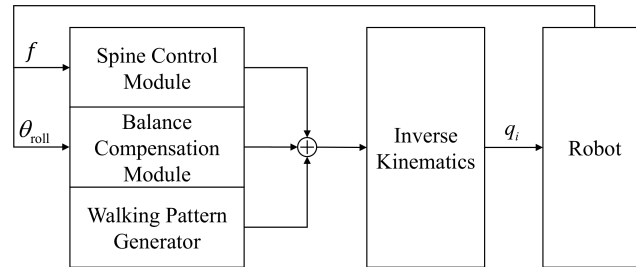 f
Spine Control
Module
θroll
Balance
Compensation
Module
Walking Pattern
Generator
Inverse
Kinematics
qi
Robot